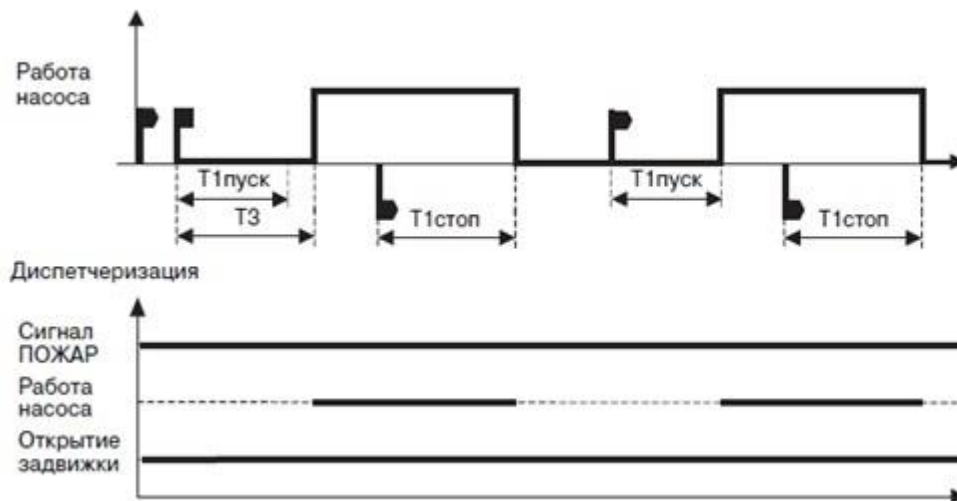 Работа
насоса
Т1пуск
Т3
Т1стоп
Т1пуск
Т1стоп
Диспетчеризация
Сигнал
ПОЖАР
Работа
насоса
Открытие
задвижки